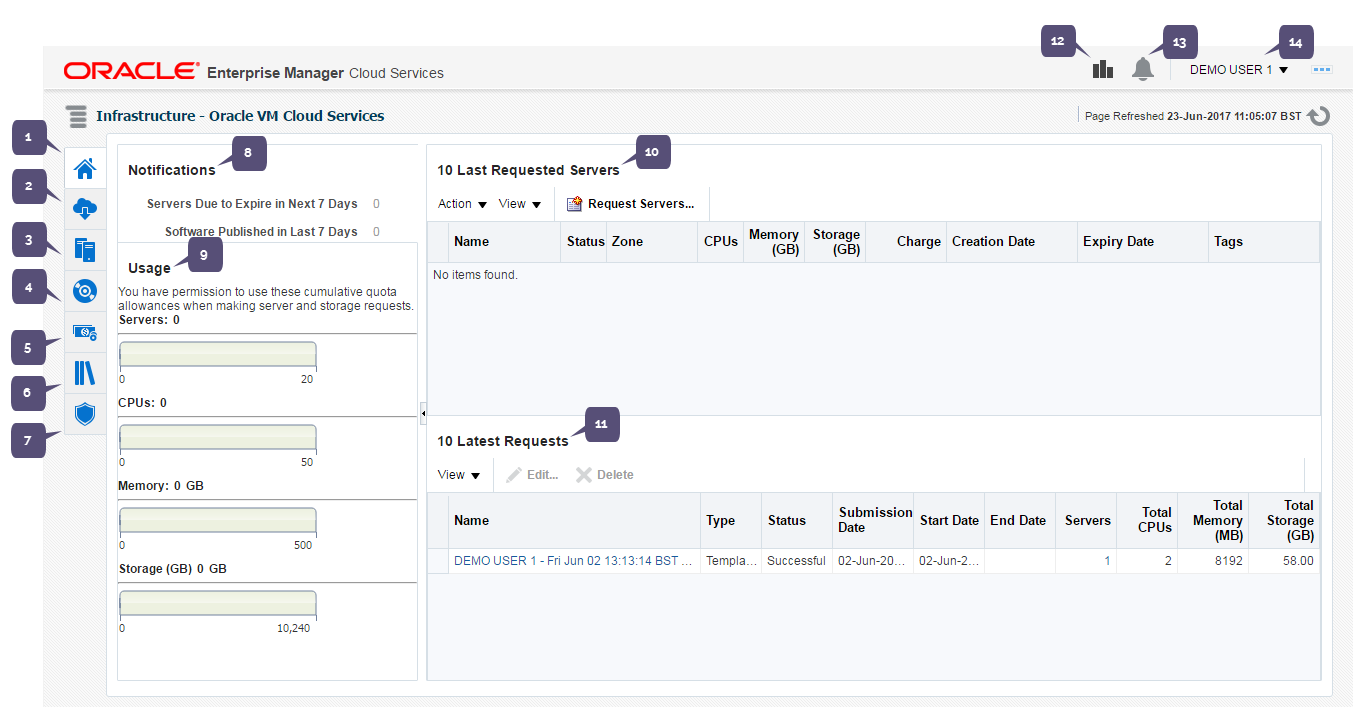 12
13
14
ORACLE Enterprise Manager Cloud Services
DEMO USER 1
Infrastructure - Oracle VM Cloud Services
Page Refreshed 23-Jun-2017 11:05:07 BST
1
2
3
4
5
6
7
Notifications
8
Servers Due to Expire in Next 7 Days 0
Software Published in Last 7 Days 0
9
Usage
You have permission to use these cumulative quota
allowances when making server and storage requests.
Servers: 0
0 20
CPUs: 0
0 50
Memory: 0 GB
0 500
Storage (GB) 0 GB
0 10,240
10
10 Last Requested Servers
Action View Request Servers...
Name Status Zone CPUs Memory (GB) Storage (GB) Charge Creation Date Expiry Date Tags
No items found.
11
10 Latest Requests
View Edit... Delete
Name Type Status Submission Date Start Date End Date Servers Total CPUs Total Memory (MB) Total Storage (GB)
DEMO USER 1 - Fri Jun 02 13:13:14 BST ... Templa... Successful 02-Jun-20... 02-Jun-2... 1 2 8192 58.00